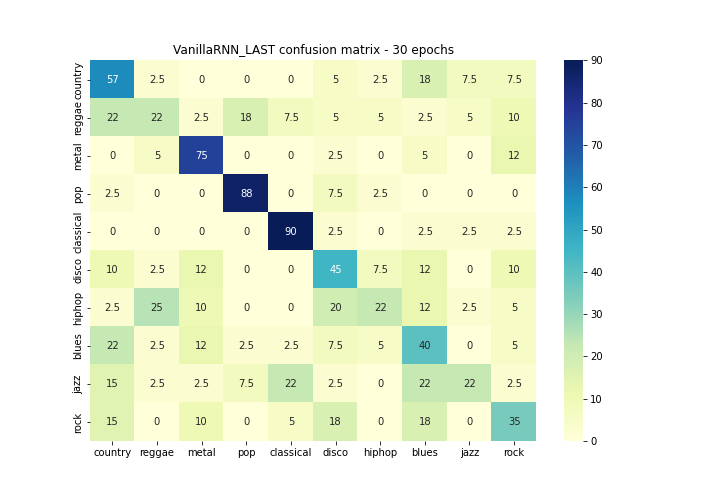 VanillaRNN_LAST confusion matrix - 30 epochs
country 57 2.5 0 0 0 5 2.5 18 7.5 7.5
reggae 22 22 2.5 18 7.5 5 5 2.5 5 10
metal 0 5 75 0 0 2.5 0 5 0 12
pop 2.5 0 0 88 0 7.5 2.5 0 0 0
classical 0 0 0 0 90 2.5 0 2.5 2.5 2.5
disco 10 2.5 12 0 0 45 7.5 12 0 10
hiphop 2.5 25 10 0 0 20 22 12 2.5 5
blues 22 2.5 12 2.5 2.5 7.5 5 40 0 5
jazz 15 2.5 2.5 7.5 22 2.5 0 22 22 2.5
rock 15 0 10 0 5 18 0 18 0 35
country reggae metal pop classical disco hiphop blues jazz rock
90
80
70
60
50
40
30
20
10
0